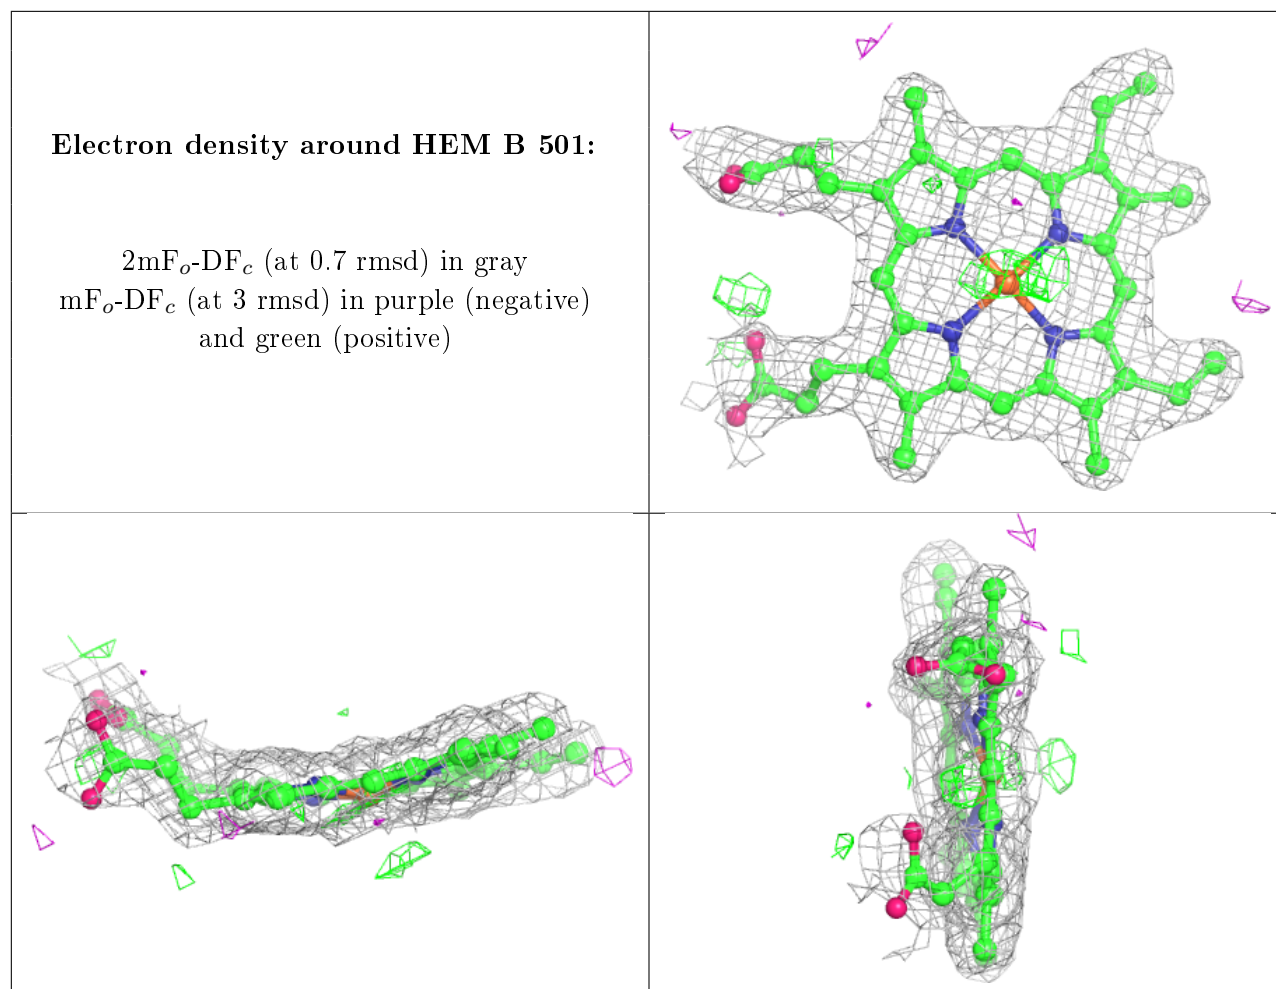 Electron density around HEM B 501:
2mFₒ-DF𝒸 (at 0.7 rmsd) in gray
mFₒ-DF𝒸 (at 3 rmsd) in purple (negative)
and green (positive)